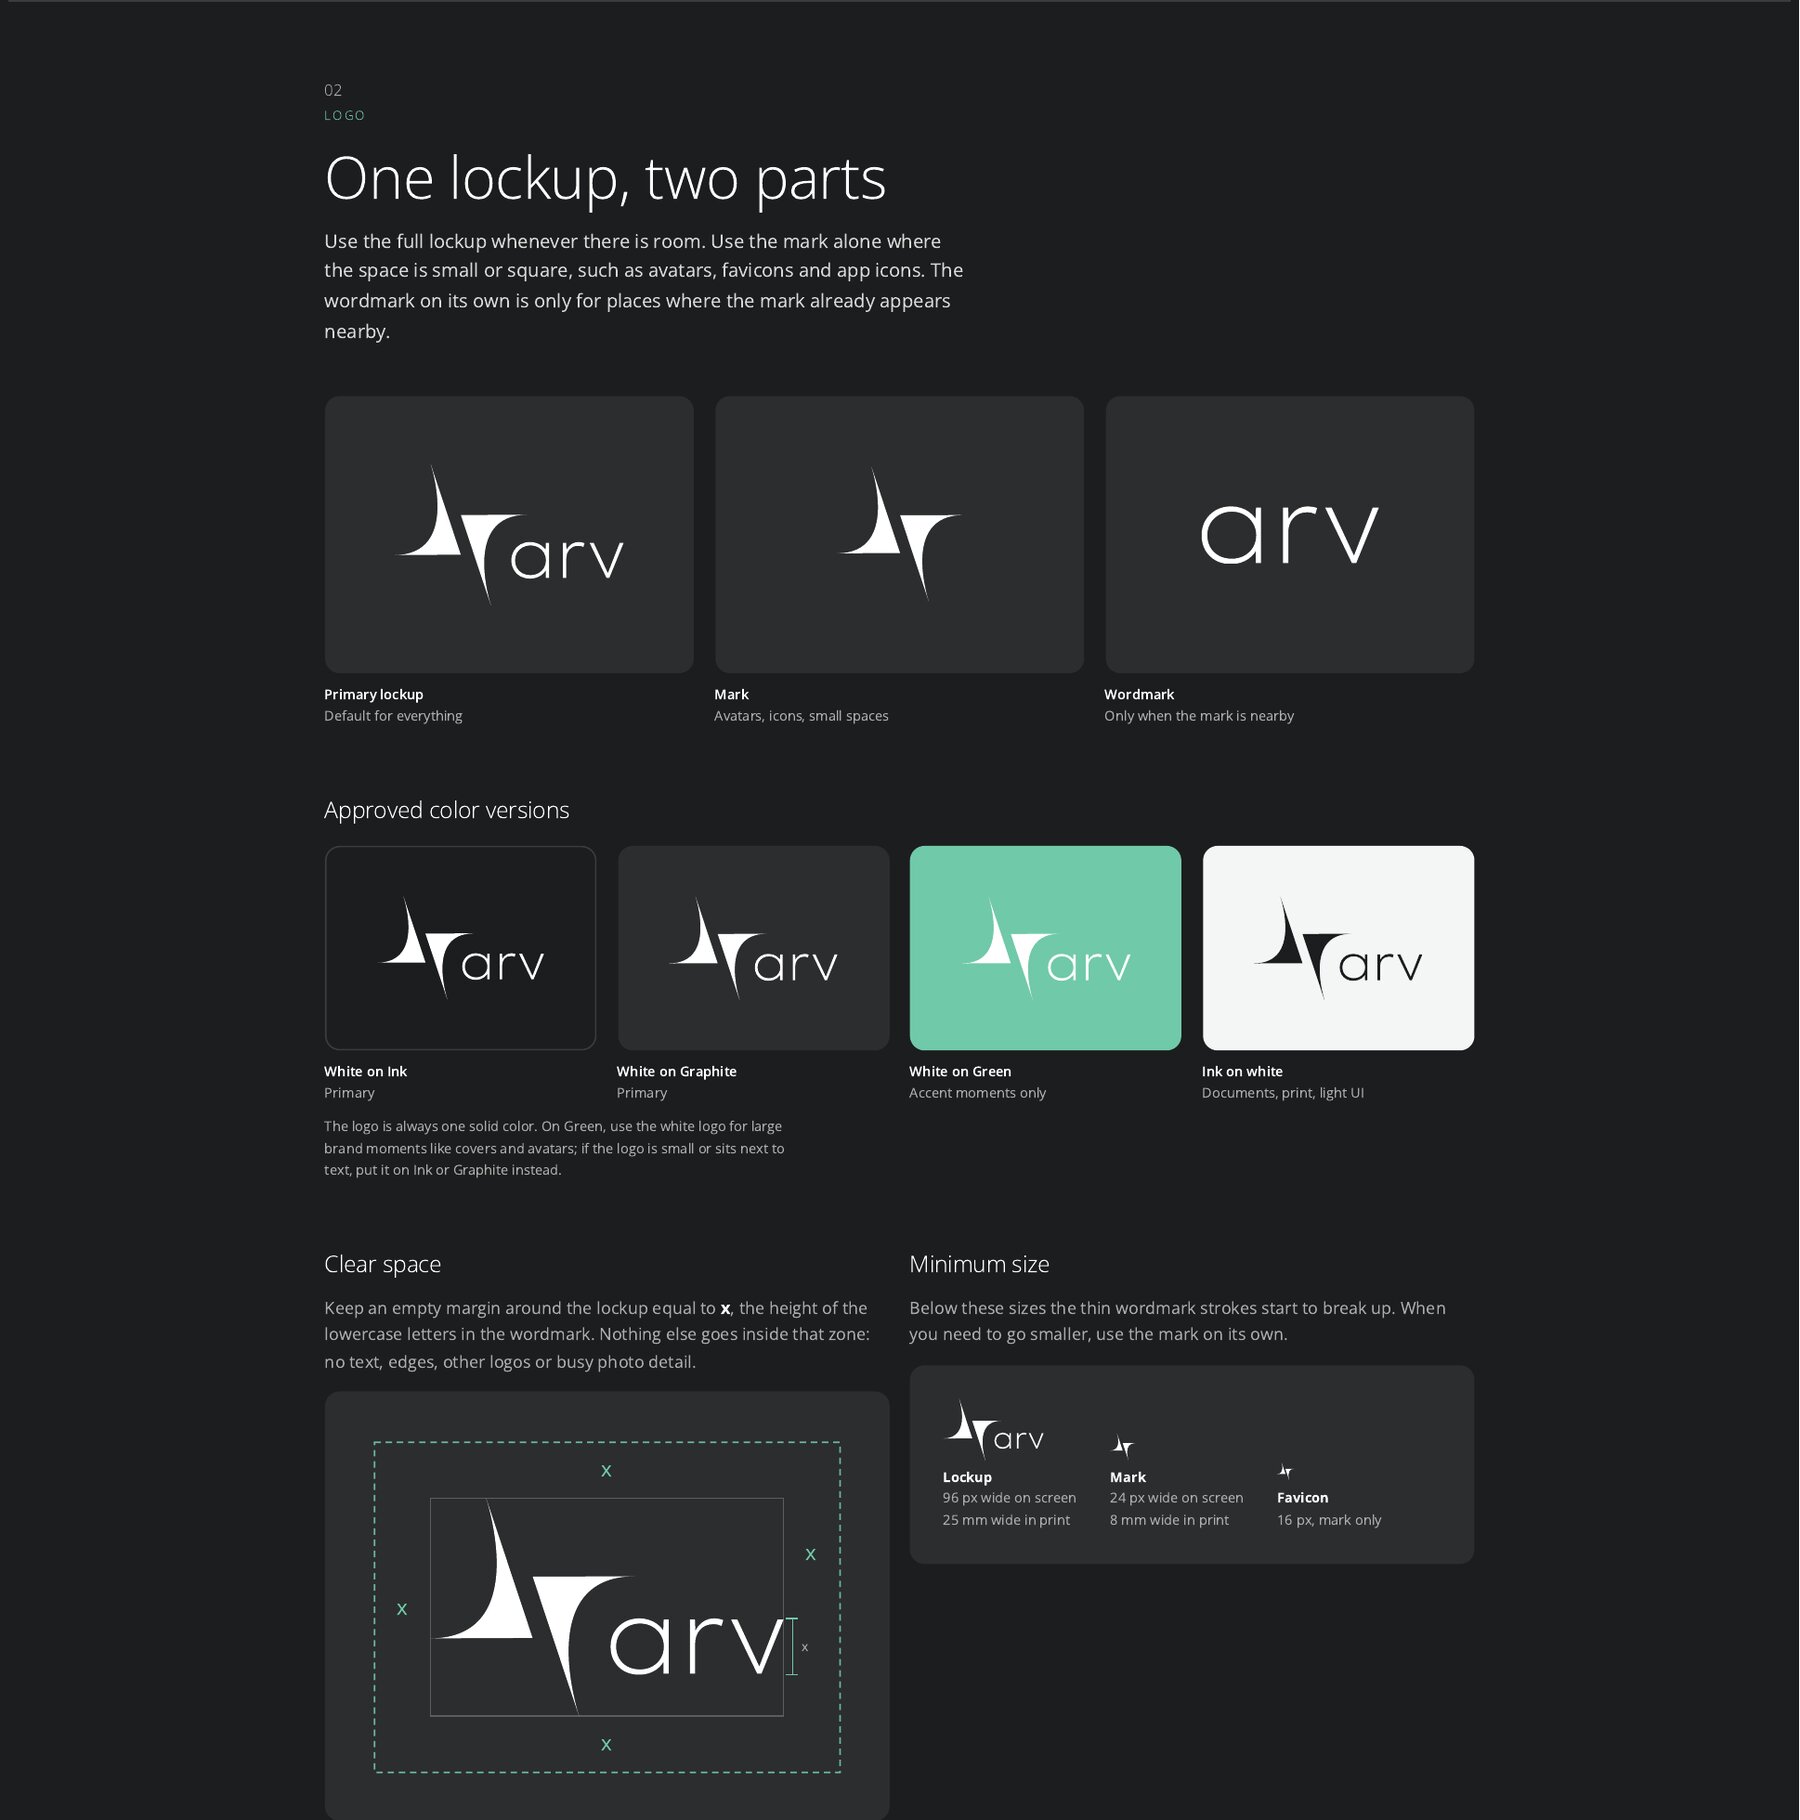 02
LOGO
One lockup, two parts
Use the full lockup whenever there is room. Use the mark alone where
the space is small or square, such as avatars, favicons and app icons. The
wordmark on its own is only for places where the mark already appears
nearby.
arv
arv
Primary lockup
Default for everything
Mark
Avatars, icons, small spaces
Wordmark
Only when the mark is nearby
Approved color versions
arv
arv
arv
arv
White on Ink
Primary
White on Graphite
Primary
White on Green
Accent moments only
Ink on white
Documents, print, light UI
The logo is always one solid color. On Green, use the white logo for large
brand moments like covers and avatars; if the logo is small or sits next to
text, put it on Ink or Graphite instead.
Clear space
Keep an empty margin around the lockup equal to x, the height of the
lowercase letters in the wordmark. Nothing else goes inside that zone:
no text, edges, other logos or busy photo detail.
x
x
x
arv
x
x
Minimum size
Below these sizes the thin wordmark strokes start to break up. When
you need to go smaller, use the mark on its own.
arv
Lockup
96 px wide on screen
25 mm wide in print
Mark
24 px wide on screen
8 mm wide in print
Favicon
16 px, mark only